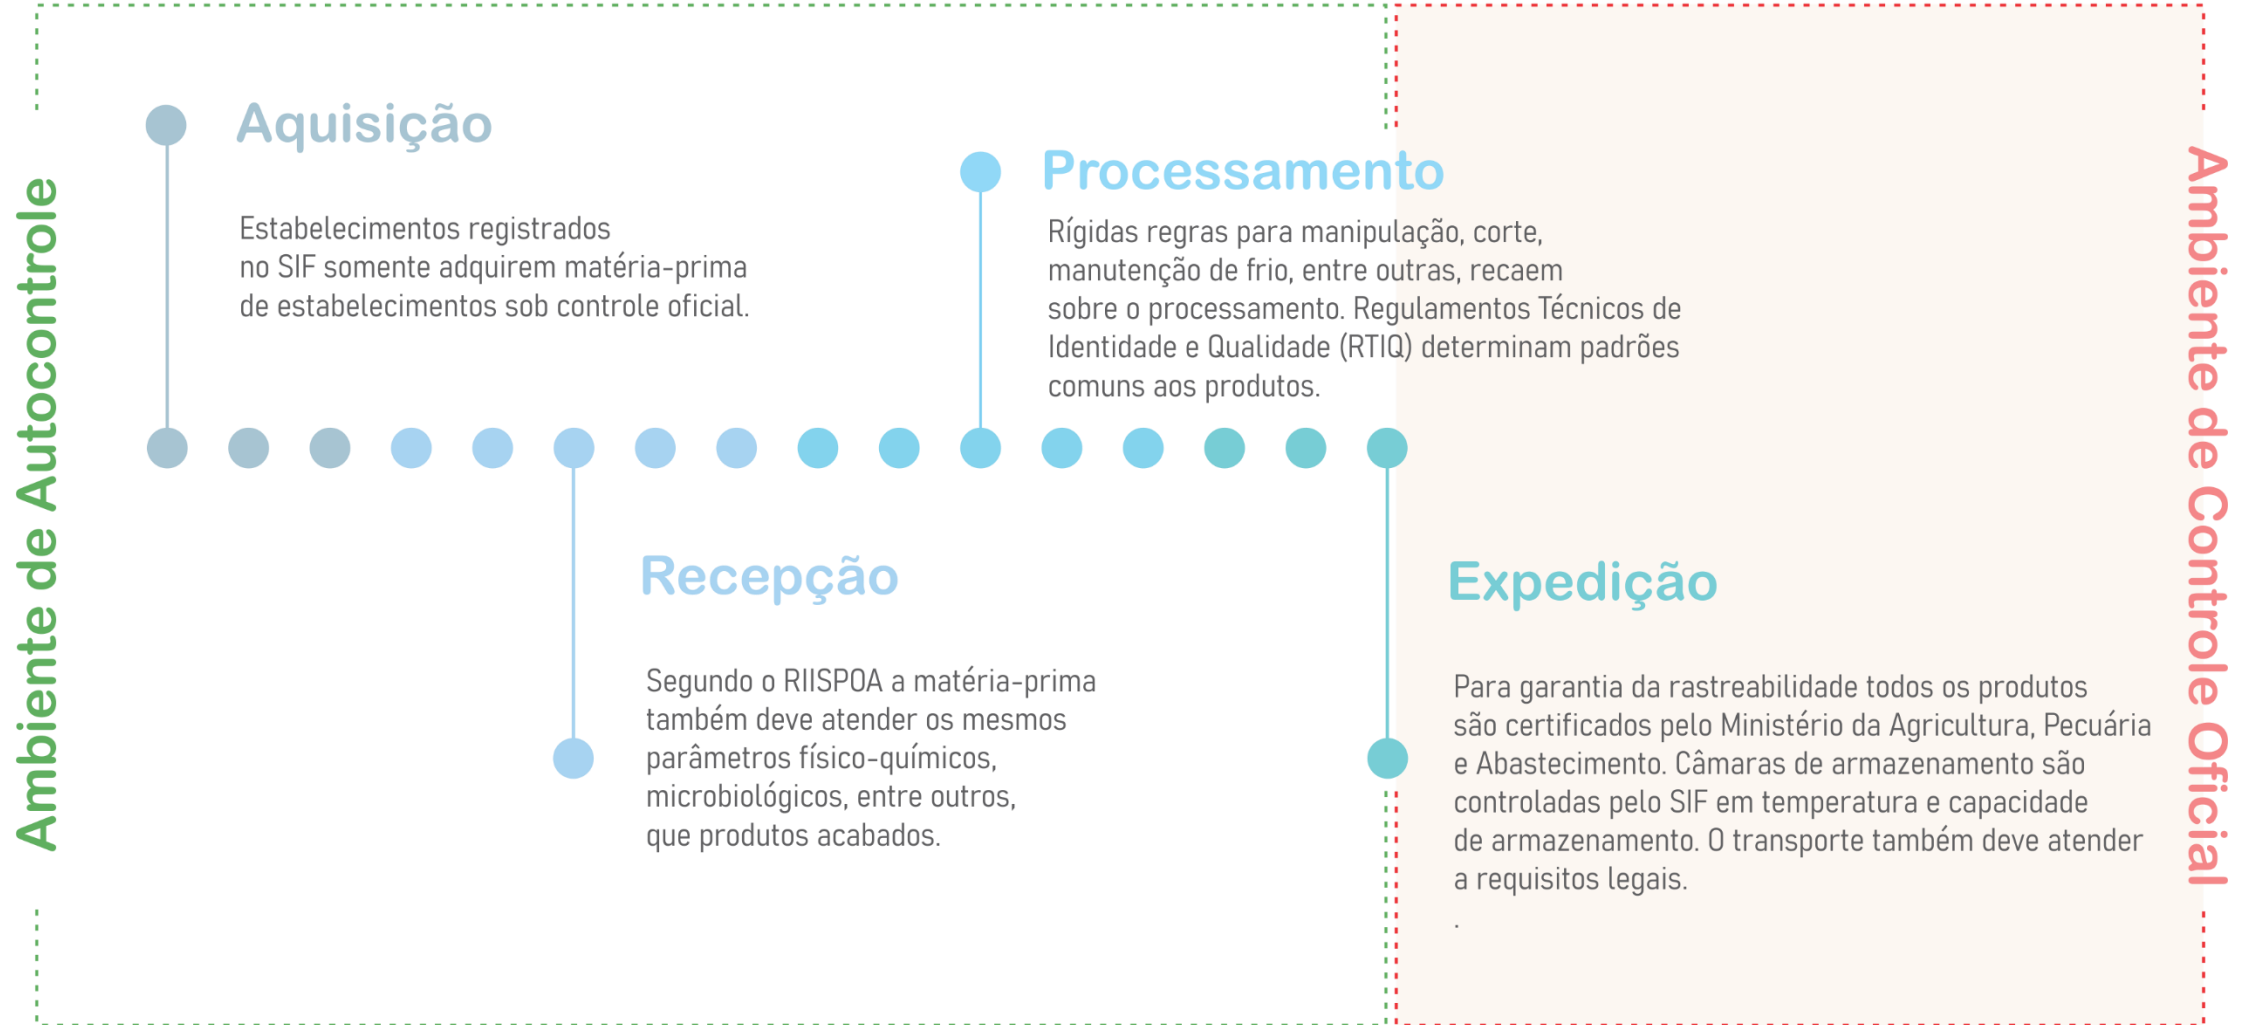 Ambiente de Autocontrole
Aquisição
Estabelecimentos registrados
no SIF somente adquirem matéria-prima
de estabelecimentos sob controle oficial.
Processamento
Rígidas regras para manipulação, corte,
manutenção de frio, entre outras, recaem
sobre o processamento. Regulamentos Técnicos de
Identidade e Qualidade (RTIQ) determinam padrões
comuns aos produtos.
Recepção
Segundo o RIISPOA a matéria-prima
também deve atender os mesmos
parâmetros físico-químicos,
microbiológicos, entre outros,
que produtos acabados.
Expedição
Para garantia da rastreabilidade todos os produtos
são certificados pelo Ministério da Agricultura, Pecuária
e Abastecimento. Câmaras de armazenamento são
controladas pelo SIF em temperatura e capacidade
de armazenamento. O transporte também deve atender
a requisitos legais.
.
Ambiente de Controle Oficial